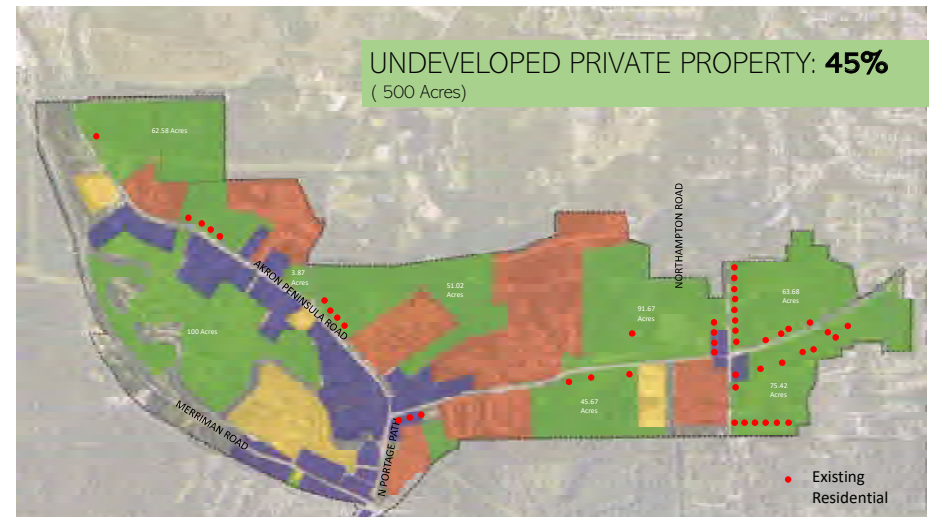 UNDEVELOPED PRIVATE PROPERTY: 45%
( 500 Acres)
62.58 Acres
NORTHAMPTON ROAD
AKRON PENINSULA ROAD
3.87
Acres
51.02
Acres
91.67
Acres
63.68
Acres
100 Acres
MERRIMAN ROAD
N PORTAGE PATH
45.67
Acres
75.42
Acres
Existing
Residential